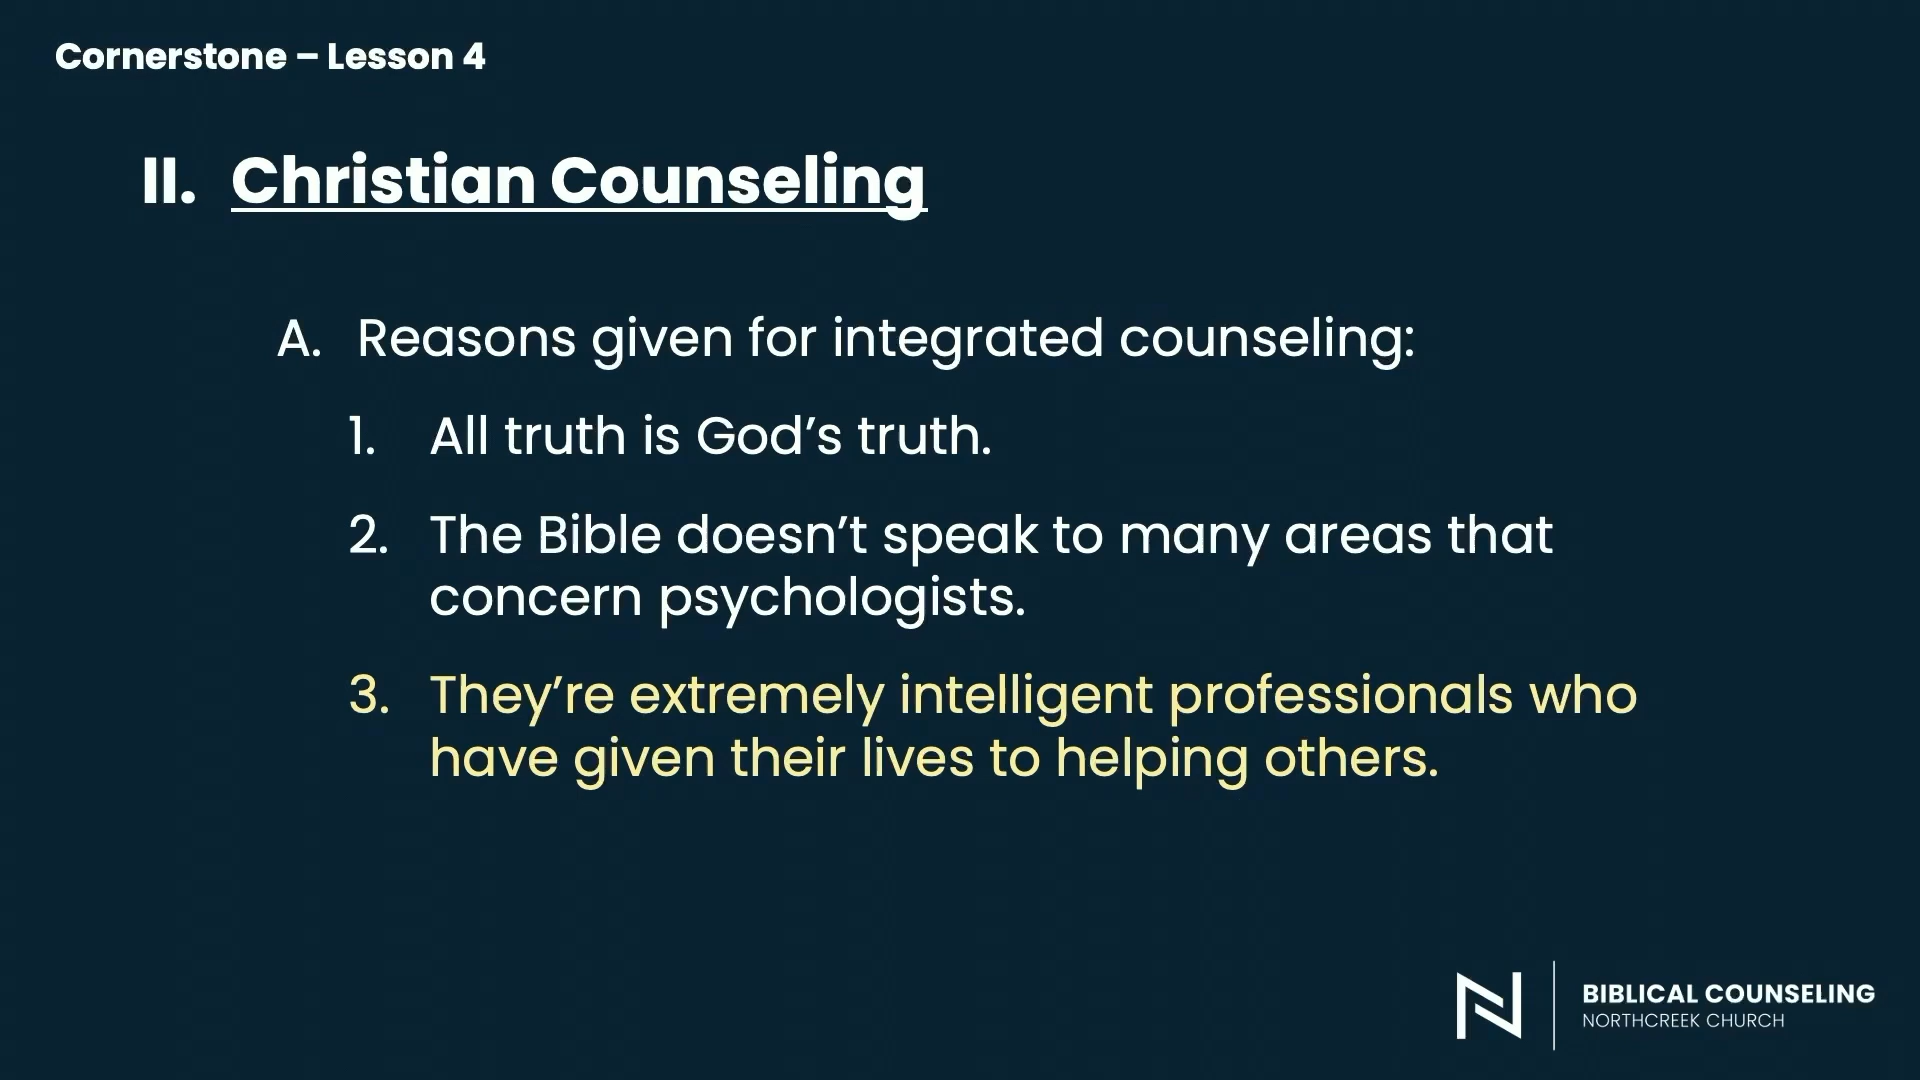 Cornerstone – Lesson 4
II. Christian Counseling
A. Reasons given for integrated counseling:
1. All truth is God’s truth.
2. The Bible doesn’t speak to many areas that
concern psychologists.
3. They’re extremely intelligent professionals who
have given their lives to helping others.
BIBLICAL COUNSELING
NORTHCREEK CHURCH